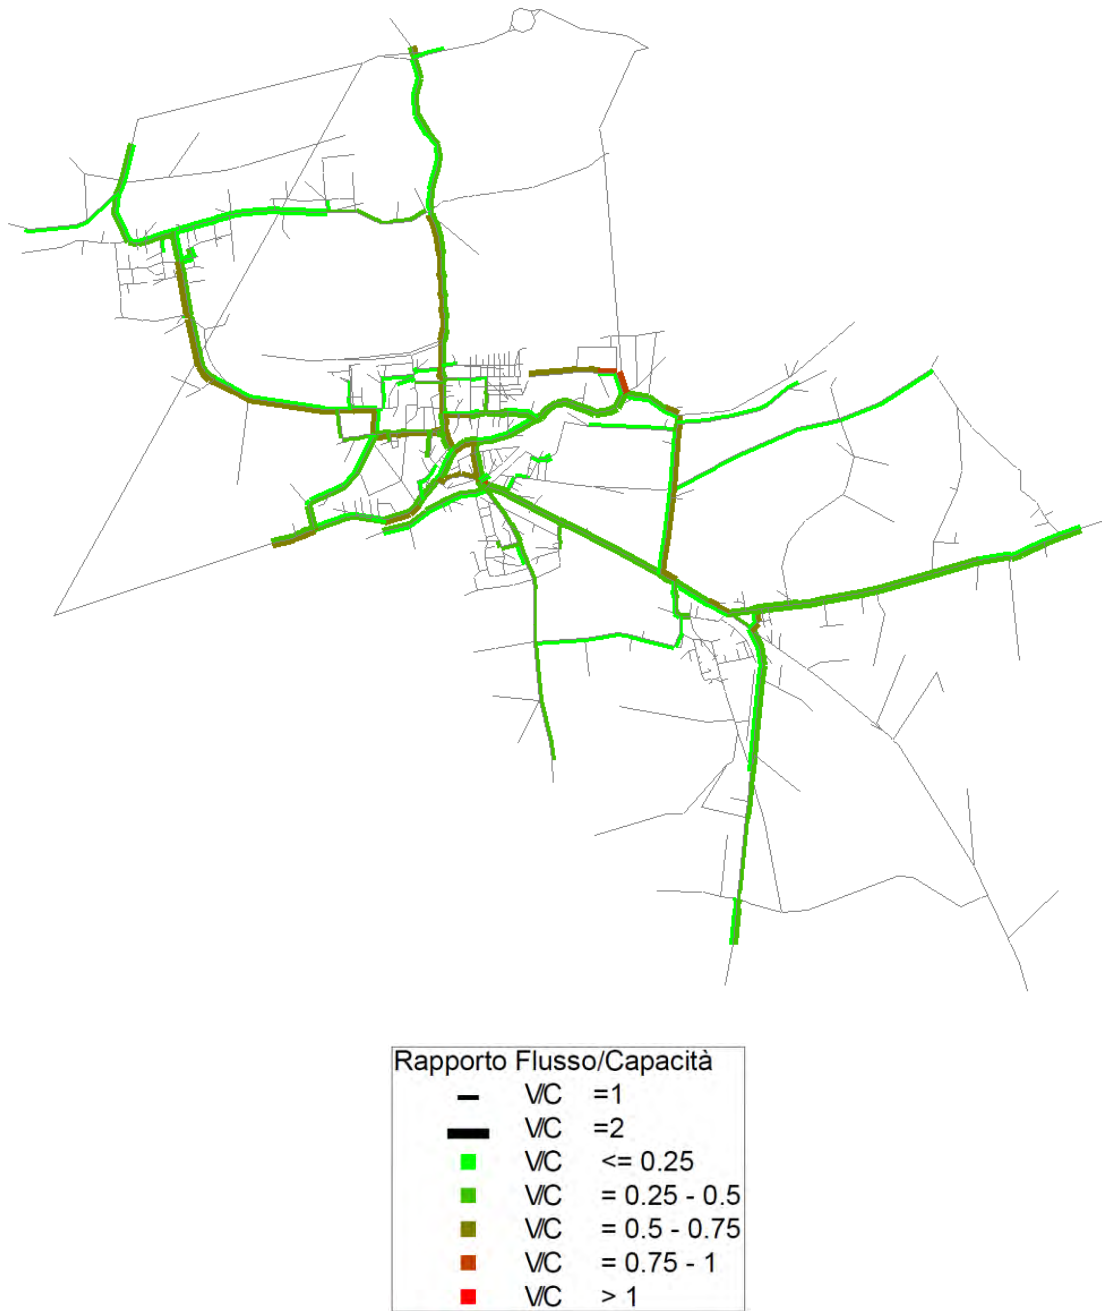 Rapporto Flusso/Capacità
V/C =1
V/C =2
V/C <= 0.25
V/C = 0.25 - 0.5
V/C = 0.5 - 0.75
V/C = 0.75 - 1
V/C > 1